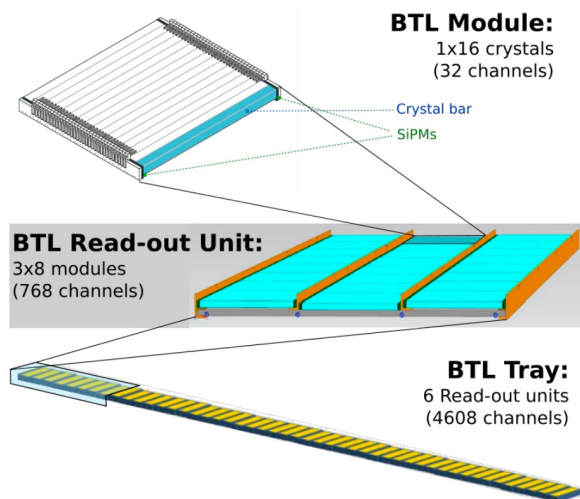 BTL Module:
1x16 crystals
(32 channels)
Crystal bar
SiPMs
BTL Read-out Unit:
3x8 modules
(768 channels)
BTL Tray:
6 Read-out units
(4608 channels)